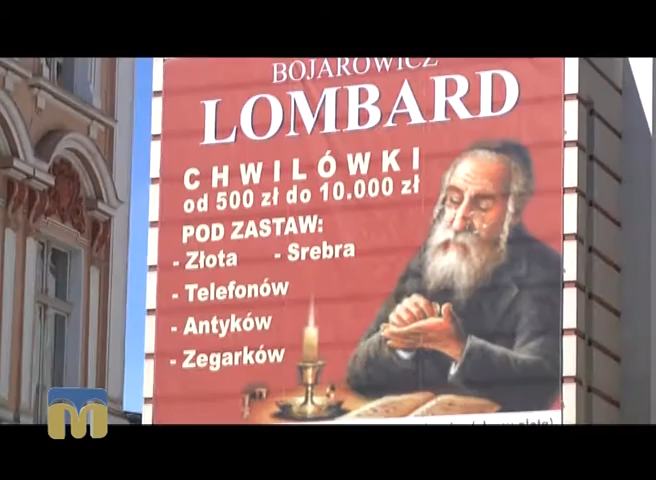 BOJAROWICZ
LOMBARD
CHWILÓWKI
od 500 zł do 10.000 zł
POD ZASTAW:
- Złota - Srebra
- Telefonów
- Antyków
- Zegarków
M